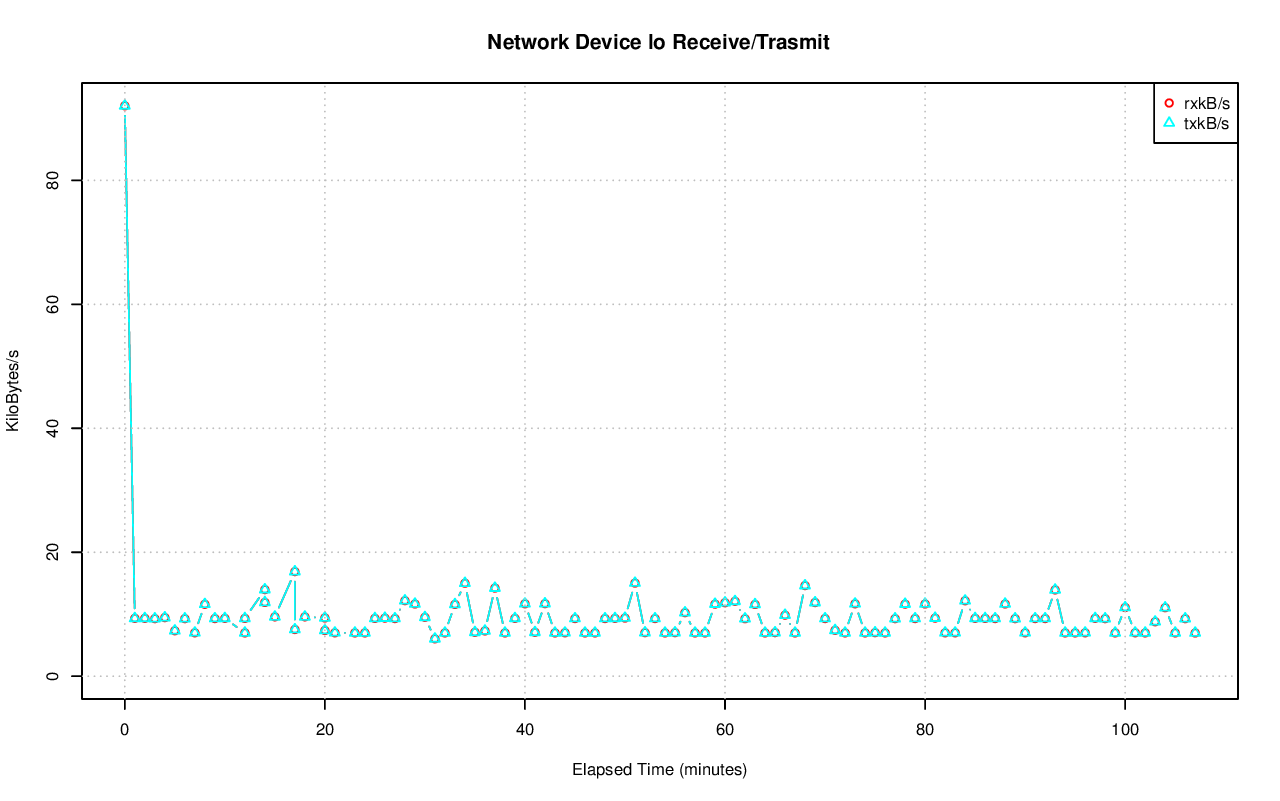 Network Device lo Receive/Trasmit
rxkB/s
txkB/s
KiloBytes/s
80
60
40
20
0
0 20 40 60 80 100
Elapsed Time (minutes)